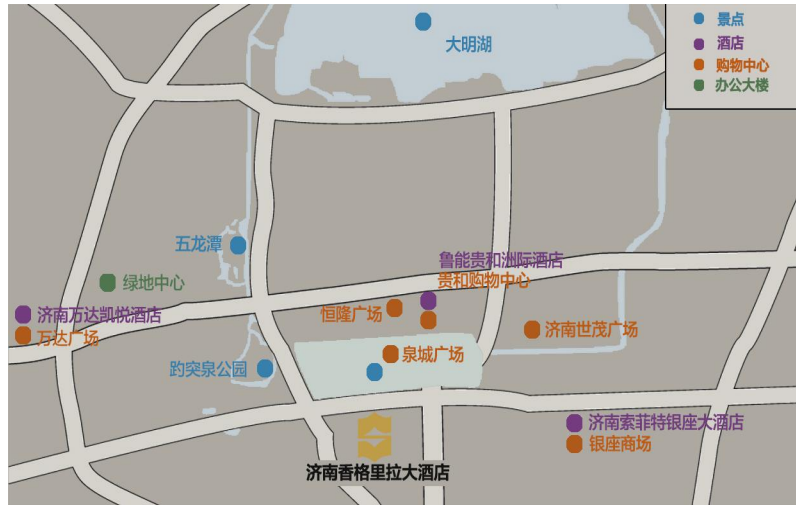 景点
酒店
购物中心
办公大楼
大明湖
五龙潭
绿地中心
鲁能贵和洲际酒店
贵和购物中心
济南万达凯悦酒店
万达广场
恒隆广场
济南世茂广场
泉城广场
趵突泉公园
济南索菲特银座大酒店
银座商场
济南香格里拉大酒店